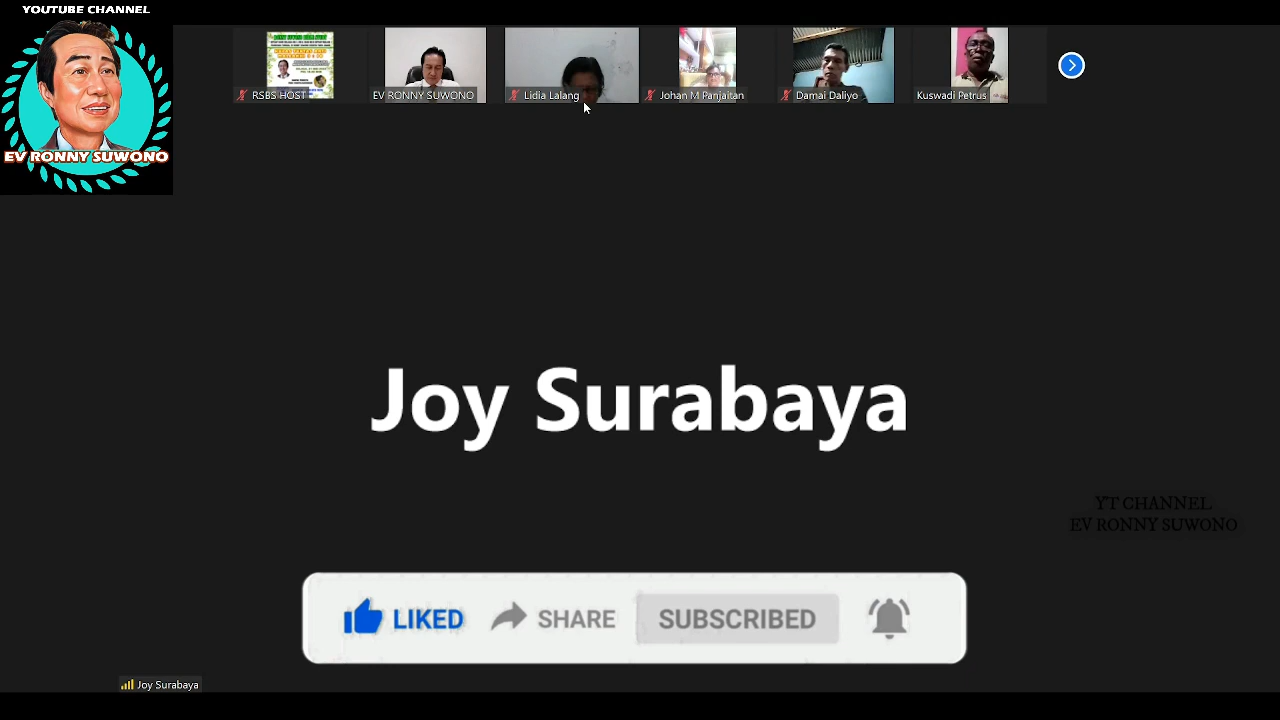 YOUTUBE CHANNEL
EV RONNY SUWONO
RSBS HOST
EV RONNY SUWONO
Lidia Lalang
Johan M Panjaitan
Damai Daliyo
Kuswadi Petrus
Joy Surabaya
YT CHANNEL
EV RONNY SUWONO
LIKED
SHARE
SUBSCRIBED
Joy Surabaya